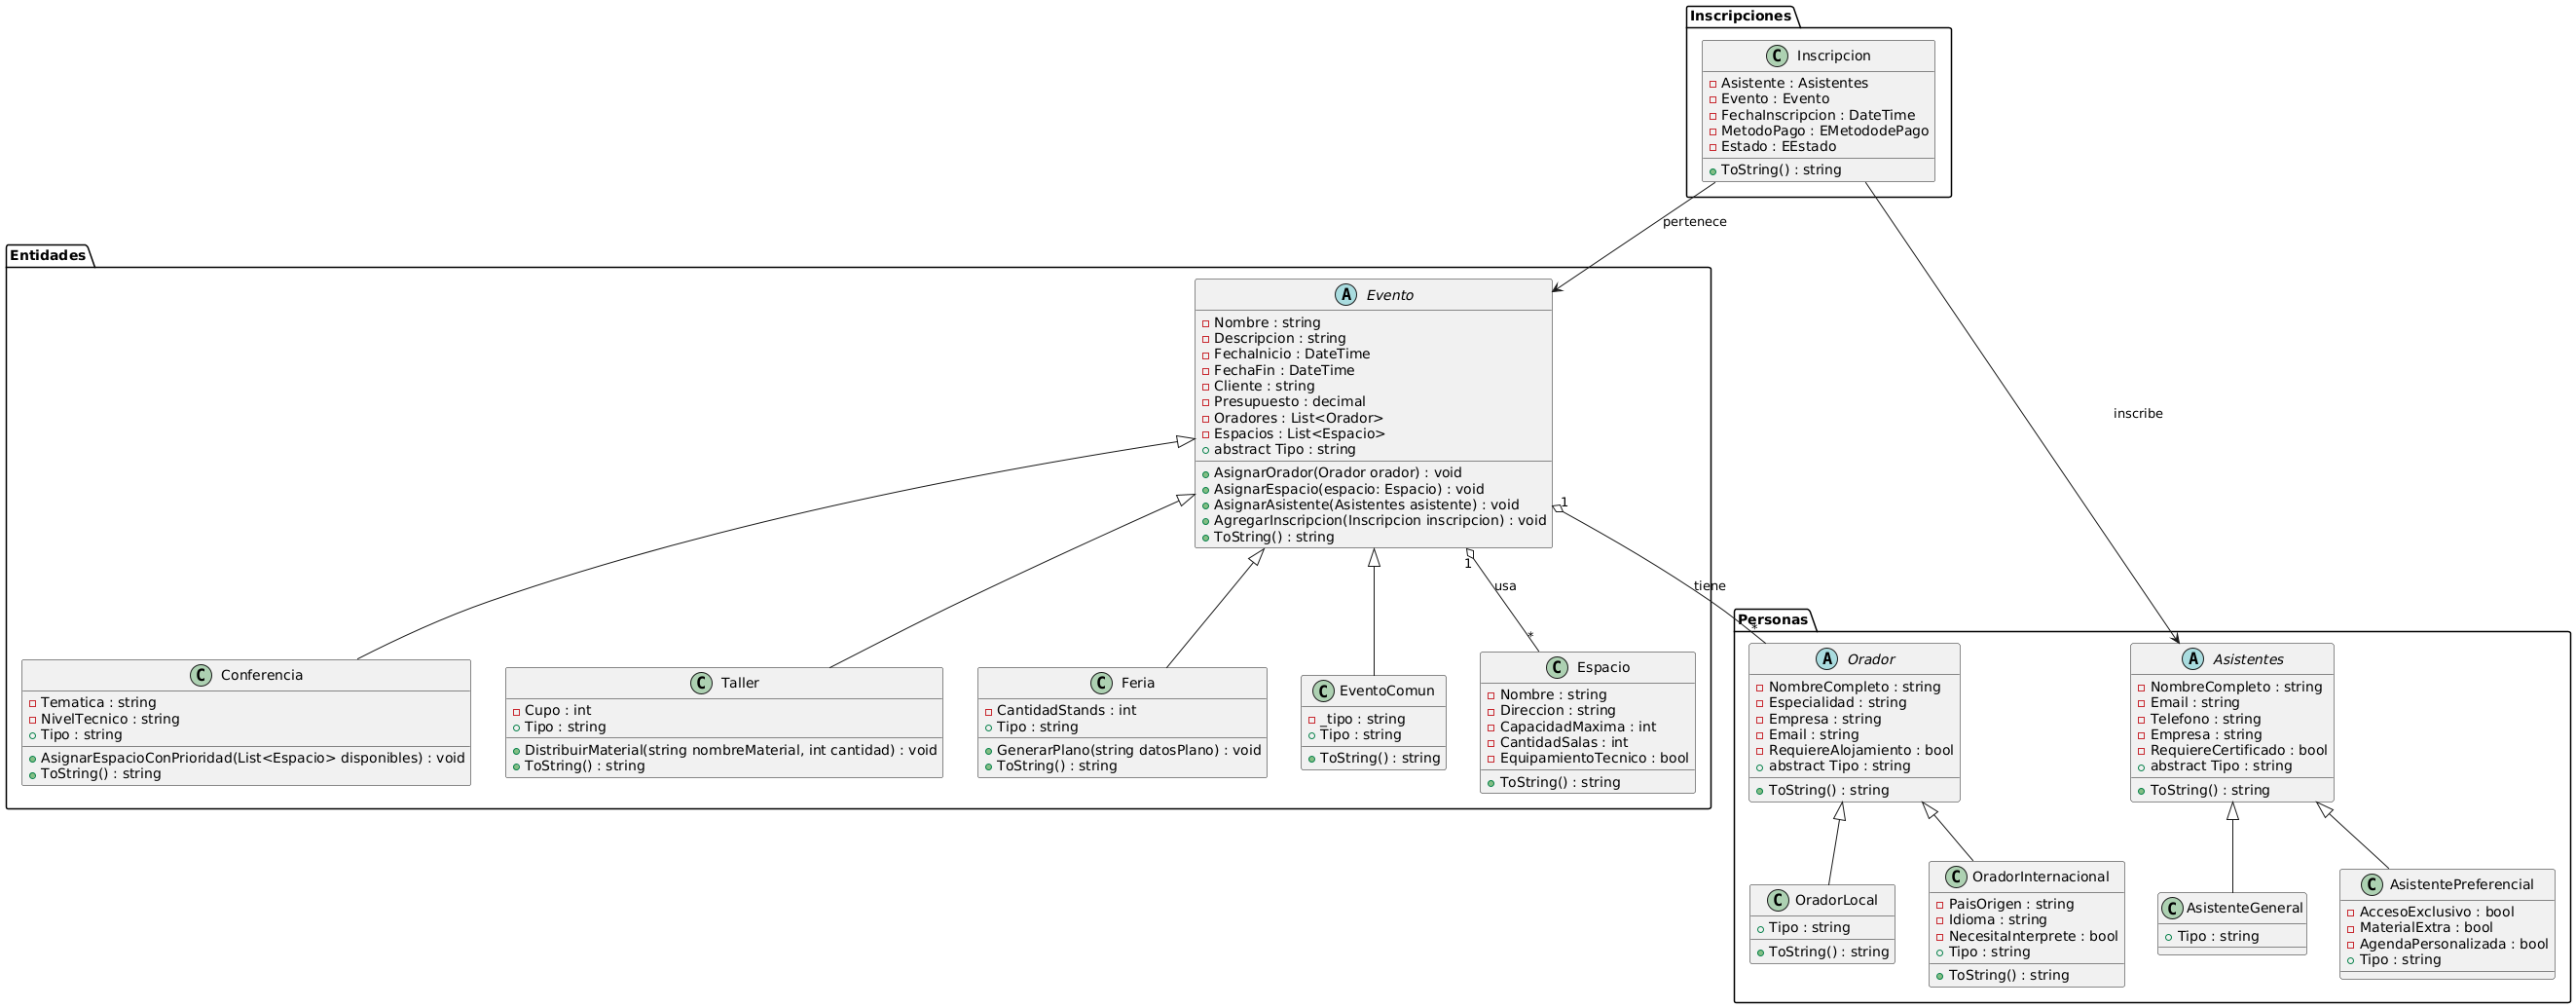 Inscripciones
C Inscripcion
Asistente : Asistentes
Evento : Evento
FechaInscripcion : DateTime
MetodoPago : EMetododePago
Estado : EEstado
ToString() : string
pertenece
inscribe
Entidades
A Evento
Nombre : string
Descripcion : string
FechaInicio : DateTime
FechaFin : DateTime
Cliente : string
Presupuesto : decimal
Oradores : List<Orador>
Espacios : List<Espacio>
abstract Tipo : string
AsignarOrador(Orador orador) : void
AsignarEspacio(espacio: Espacio) : void
AsignarAsistente(Asistentes asistente) : void
AgregarInscripcion(Inscripcion inscripcion) : void
ToString() : string
1
1
usa
tiene
*
*
C Conferencia
Tematica : string
NivelTecnico : string
Tipo : string
AsignarEspacioConPrioridad(List<Espacio> disponibles) : void
ToString() : string
C Taller
Cupo : int
Tipo : string
DistribuirMaterial(string nombreMaterial, int cantidad) : void
ToString() : string
C Feria
CantidadStands : int
Tipo : string
GenerarPlano(string datosPlano) : void
ToString() : string
C EventoComun
_tipo : string
Tipo : string
ToString() : string
C Espacio
Nombre : string
Direccion : string
CapacidadMaxima : int
CantidadSalas : int
EquipamientoTecnico : bool
ToString() : string
Personas
A Orador
NombreCompleto : string
Especialidad : string
Empresa : string
Email : string
RequiereAlojamiento : bool
abstract Tipo : string
ToString() : string
A Asistentes
NombreCompleto : string
Email : string
Telefono : string
Empresa : string
RequiereCertificado : bool
abstract Tipo : string
ToString() : string
C OradorLocal
Tipo : string
ToString() : string
C OradorInternacional
PaisOrigen : string
Idioma : string
NecesitaInterprete : bool
Tipo : string
ToString() : string
C AsistenteGeneral
Tipo : string
C AsistentePreferencial
AccesoExclusivo : bool
MaterialExtra : bool
AgendaPersonalizada : bool
Tipo : string